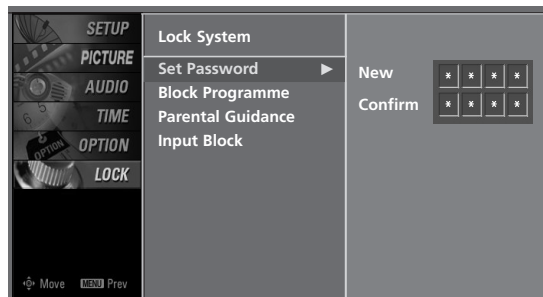 SETUP
PICTURE
AUDIO
TIME
OPTION
LOCK
Move MENU Prev
Lock System
Set Password ▶
Block Programme
Parental Guidance
Input Block
New * * * *
Confirm * * * *